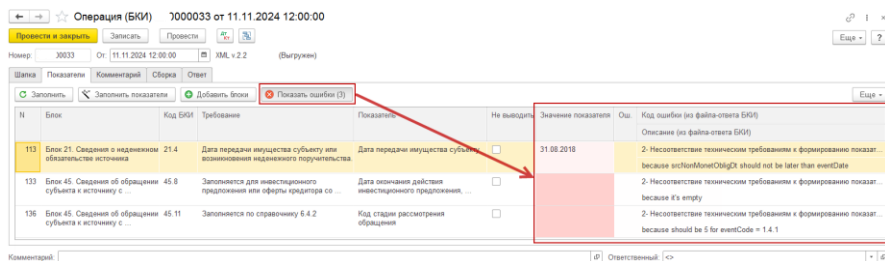 Операция (БКИ) 0000033 от 11.11.2024 12:00:00
Провести и закрыть Записать Провести Еще - ?
Номер: 00033 От: 11.11.2024 12:00:00 XML v.2.2 (Выгружен)
Шапка Показатели Комментарий Сборка Ответ
Заполнить Заполнить показатели Добавить блоки Показать ошибки (3) Еще -
N Блок Код БКИ Требование Показатель Не выводить Значение показателя Ош. Код ошибки (из файла-ответа БКИ)
Описание (из файла-ответа БКИ)
113 Блок 21. Сведения о неденежном 21.4 Дата передачи имущества субъекту или Дата передачи имущества субъекту 31.08.2018 2- Несоответствие техническим требованиям к формированию показат...
обязательстве источника возникновения неденежного поручительства. because srcNonMonetObligDt should not be later than eventDate
133 Блок 45. Сведения об обращении 45.8 Заполняется для инвестиционного Дата окончания действия 2- Несоответствие техническим требованиям к формированию показат...
субъекта к источнику с ... предложения или оферты кредитора со ... инвестиционного предложения, ... because it's empty
136 Блок 45. Сведения об обращении 45.11 Заполняется по справочнику 6.4.2 Код стадии рассмотрения 2- Несоответствие техническим требованиям к формированию показат...
субъекта к источнику с ... обращения because should be 5 for eventCode = 1.4.1
Комментарий: Ответственный: <>